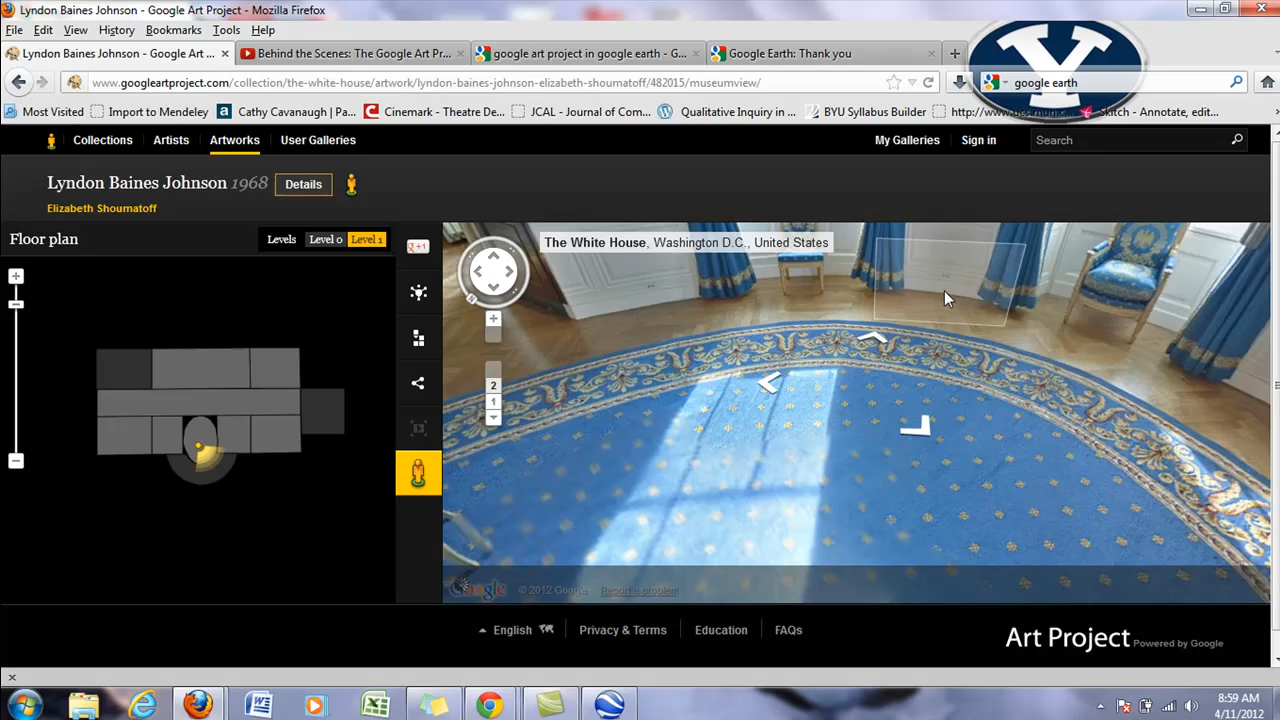 Lyndon Baines Johnson - Google Art Project - Mozilla Firefox
File Edit View History Bookmarks Tools Help
Lyndon Baines Johnson - Google Art ... Behind the Scenes: The Google Art Pr... google art project in google earth - G... Google Earth: Thank you
www.googleartproject.com/collection/the-white-house/artwork/lyndon-baines-johnson-elizabeth-shoumatoff/482015/museumview/ google earth
Most Visited Import to Mendeley Cathy Cavanaugh Cinemark - Theatre De... JCAL - Journal of Com... Qualitative Inquiry in ... BYU Syllabus Builder Skitch - Annotate, edit...
Collections Artists Artworks User Galleries My Galleries Sign in Search
Lyndon Baines Johnson 1968 Details
Elizabeth Shoumatoff
Floor plan Levels Level 0 Level 1
+1
The White House, Washington D.C., United States
2
1
Google © 2012 Google Report a problem
English Privacy & Terms Education FAQs
Art Project Powered by Google
8:59 AM
4/11/2012